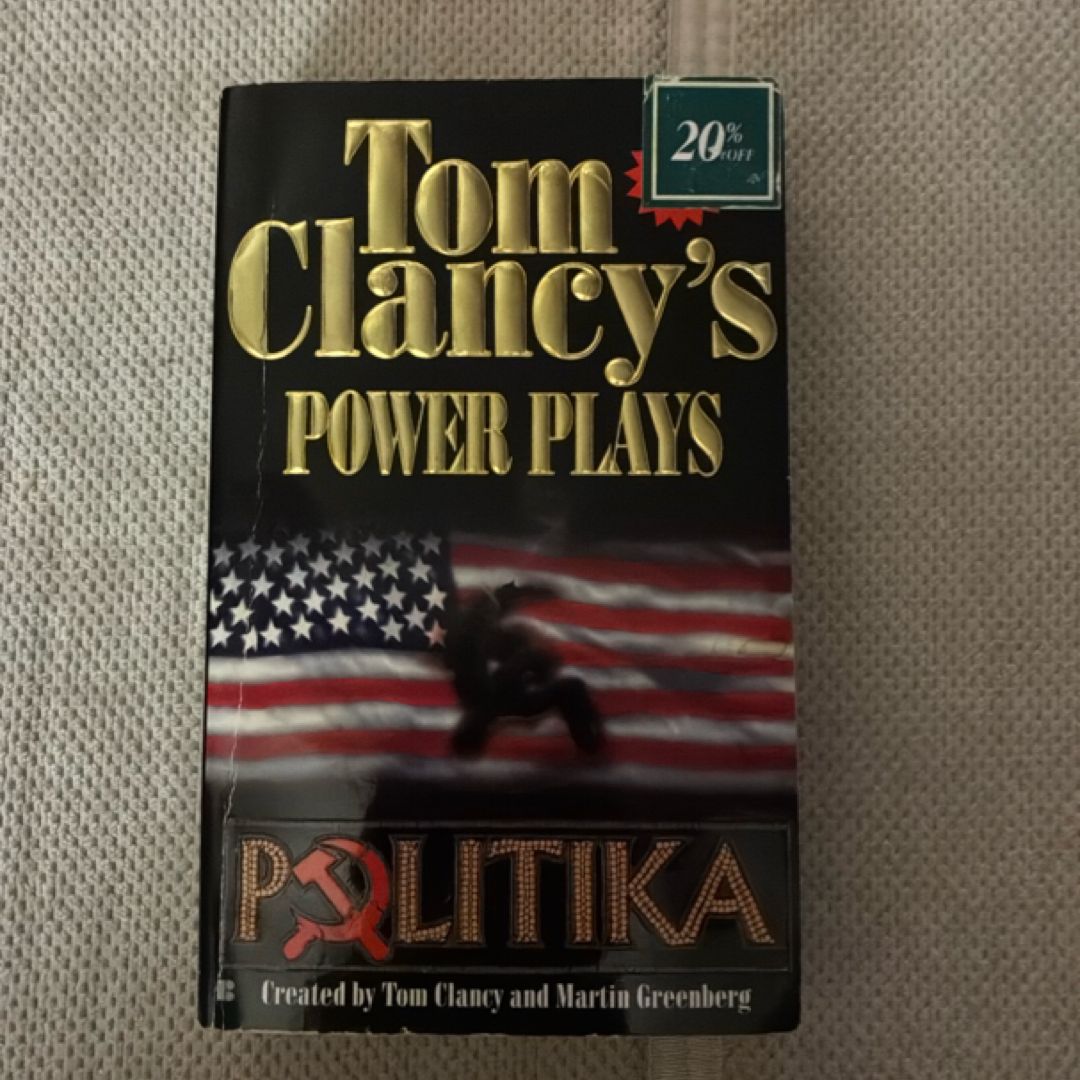 20% OFF
Tom
Clancy's
POWER PLAYS
POLITIKA
Created by Tom Clancy and Martin Greenberg